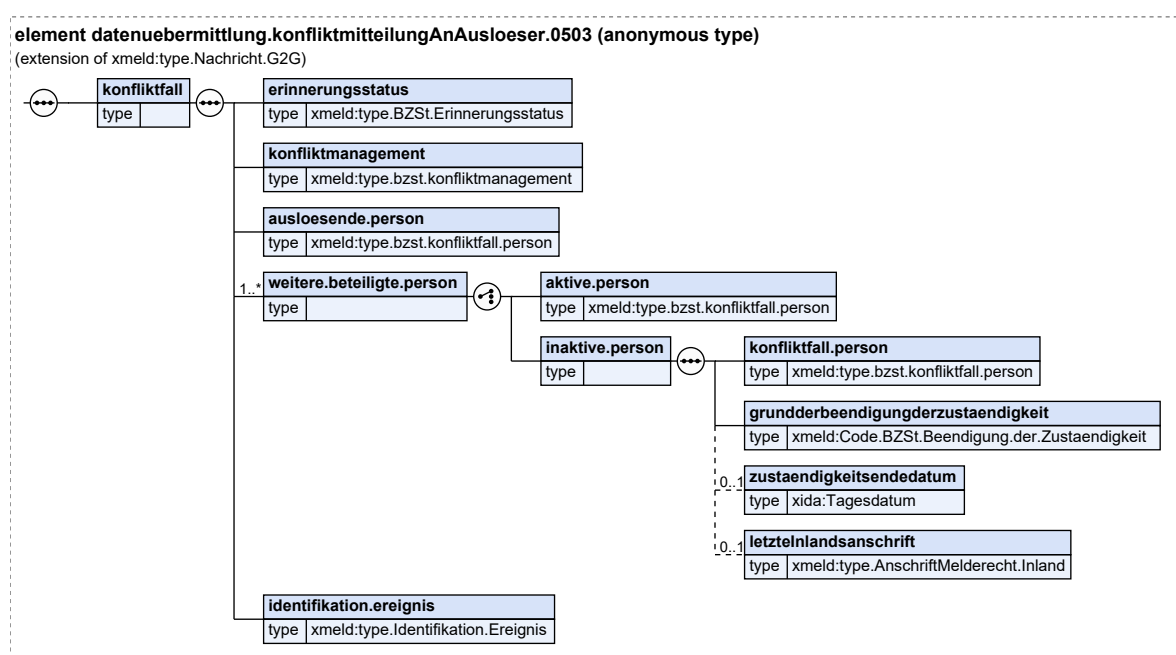 element datenuebermittlung.konfliktmitteilungAnAusloeser.0503 (anonymous type)
(extension of xmeld:type.Nachricht.G2G)
konfliktfall
type
erinnerungsstatus
type xmeld:type.BZSt.Erinnerungsstatus
konfliktmanagement
type xmeld:type.bzst.konfliktmanagement
ausloesende.person
type xmeld:type.bzst.konfliktfall.person
1..*
weitere.beteiligte.person
type
aktive.person
type xmeld:type.bzst.konfliktfall.person
inaktive.person
type
konfliktfall.person
type xmeld:type.bzst.konfliktfall.person
grundderbeendigungderzustaendigkeit
type xmeld:Code.BZSt.Beendigung.der.Zustaendigkeit
0..1
zustaendigkeitsendedatum
type xida:Tagesdatum
0..1
letzteInlandsanschrift
type xmeld:type.AnschriftMelderecht.Inland
identifikation.ereignis
type xmeld:type.Identifikation.Ereignis